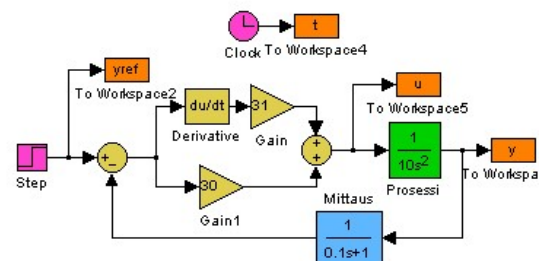 t
Clock
To Workspace4
yref
To Workspace2
du/dt
Derivative
31
Gain
u
To Workspace5
Step
+
−
30
Gain1
+
+
1
10s²
Prosessi
y
To Workspa
Mittaus
1
0.1s+1